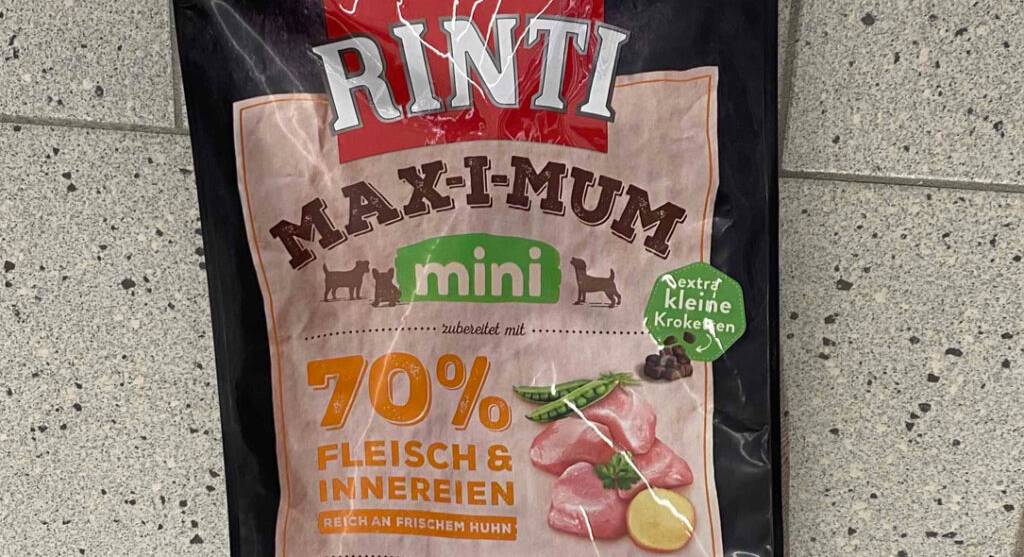 RINTI
MAX-I-MUM
mini
extra
kleine
Kroketten
zubereitet mit
70%
FLEISCH &
INNEREIEN
REICH AN FRISCHEM HUHN